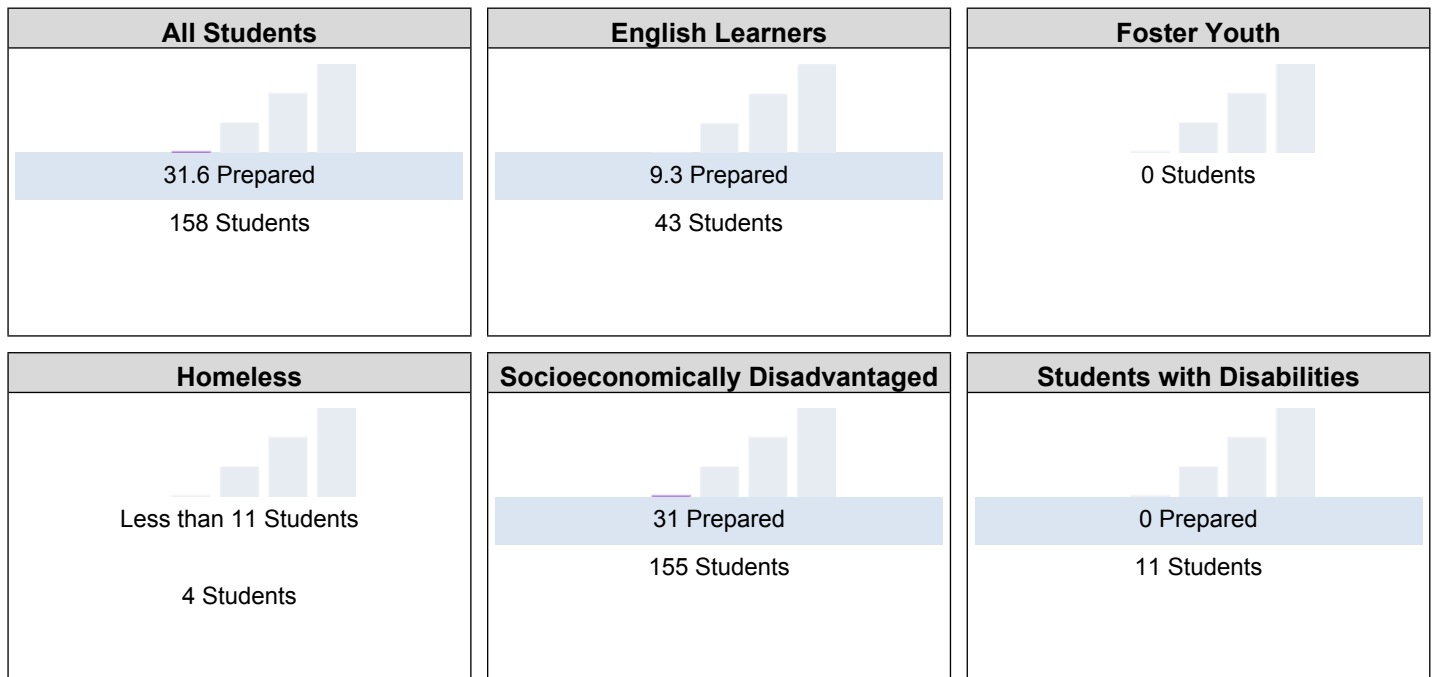 All Students
31.6 Prepared
158 Students
English Learners
9.3 Prepared
43 Students
Foster Youth
0 Students
Homeless
Less than 11 Students
4 Students
Socioeconomically Disadvantaged
31 Prepared
155 Students
Students with Disabilities
0 Prepared
11 Students